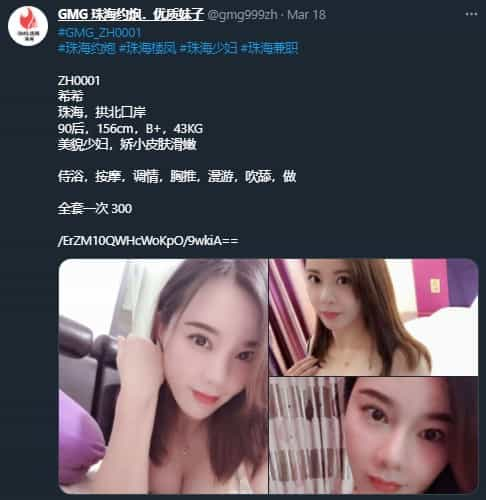 GMG 珠海约炮．优质妹子 @gmg999zh · Mar 18
#GMG_ZH0001
#珠海约炮 #珠海楼凤 #珠海少妇 #珠海兼职
ZH0001
希希
珠海，拱北口岸
90后，156cm，B+，43KG
美貌少妇，娇小皮肤滑嫩
侍浴，按摩，调情，胸推，漫游，吹舔，做
全套一次 300
/ErZM10QWHcWoKpO/9wkiA==